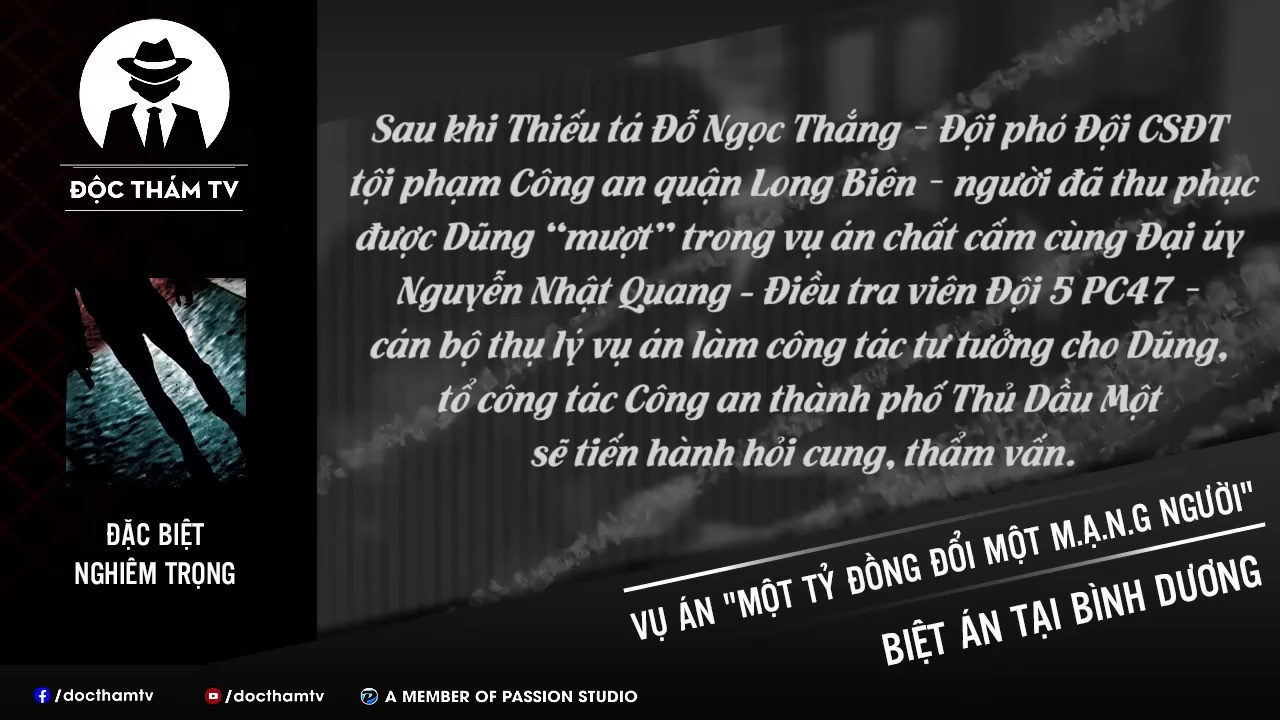 ĐỘC THÁM TV
Sau khi Thiếu tá Đỗ Ngọc Thắng - Đội phó Đội CSĐT
tội phạm Công an quận Long Biên - người đã thu phục
được Dũng “mượt” trong vụ án chất cấm cùng Đại úy
Nguyễn Nhật Quang - Điều tra viên Đội 5 PC47 -
cán bộ thụ lý vụ án làm công tác tư tưởng cho Dũng,
tổ công tác Công an thành phố Thủ Dầu Một
sẽ tiến hành hỏi cung, thẩm vấn.
ĐẶC BIỆT
NGHIÊM TRỌNG
VỤ ÁN "MỘT TỶ ĐỒNG ĐỔI MỘT M.Ạ.N.G NGƯỜI"
BIỆT ÁN TẠI BÌNH DƯƠNG
/docthamtv
/docthamtv
A MEMBER OF PASSION STUDIO